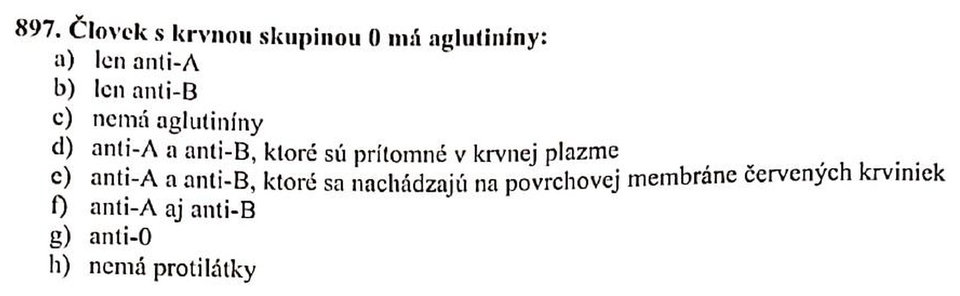 897. Človek s krvnou skupinou 0 má aglutiníny:
a) len anti-A
b) len anti-B
c) nemá aglutiníny
d) anti-A a anti-B, ktoré sú prítomné v krvnej plazme
e) anti-A a anti-B, ktoré sa nachádzajú na povrchovej membráne červených krviniek
f) anti-A aj anti-B
g) anti-0
h) nemá protilátky